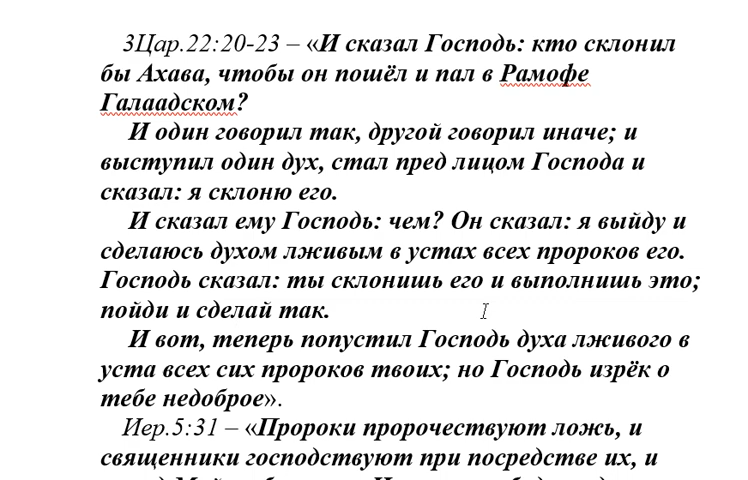 3Цар.22:20-23 – «И сказал Господь: кто склонил
бы Ахава, чтобы он пошёл и пал в Рамофе
Галаадском?
И один говорил так, другой говорил иначе; и
выступил один дух, стал пред лицом Господа и
сказал: я склоню его.
И сказал ему Господь: чем? Он сказал: я выйду и
сделаюсь духом лживым в устах всех пророков его.
Господь сказал: ты склонишь его и выполнишь это;
пойди и сделай так.
И вот, теперь попустил Господь духа лживого в
уста всех сих пророков твоих; но Господь изрёк о
тебе недоброе».
Иер.5:31 – «Пророки пророчествуют ложь, и
священники господствуют при посредстве их, и